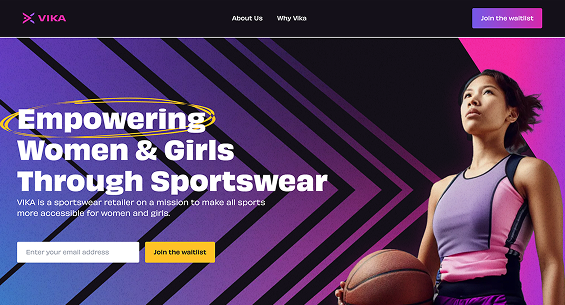 VIKA
About Us
Why Vika
Join the waitlist
Empowering
Women & Girls
Through Sportswear
VIKA is a sportswear retailer on a mission to make all sports
more accessible for women and girls.
Enter your email address
Join the waitlist